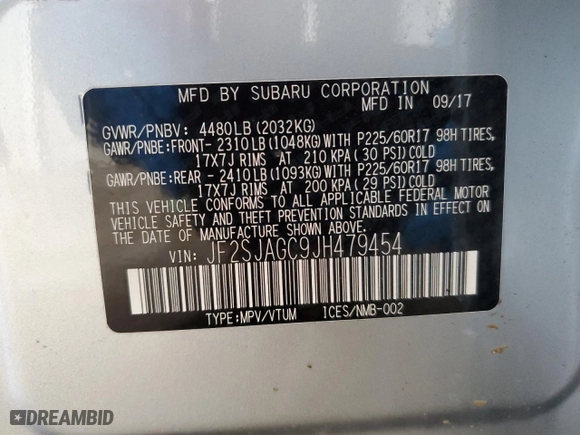 MFD BY SUBARU CORPORATION
MFD IN 09/17
GVWR/PNBV: 4480LB(2032KG)
GAWR/PNBE:FRONT- 2310LB(1048KG)WITH P225/60R17 98H TIRES,
17X7J RIMS AT 210 KPA(30 PSI)COLD
GAWR/PNBE:REAR - 2410LB(1093KG)WITH P225/60R17 98H TIRES,
17X7J RIMS AT 200 KPA(29 PSI)COLD
THIS VEHICLE CONFORMS TO ALL APPLICABLE FEDERAL MOTOR
VEHICLE SAFETY AND THEFT PREVENTION STANDARDS IN EFFECT
ON THE DATE OF MANUFACTURE SHOWN ABOVE.
VIN: JF2SJAGC9JH479454
TYPE:MPV/VTUM ICES/NMB-002
DREAMBID